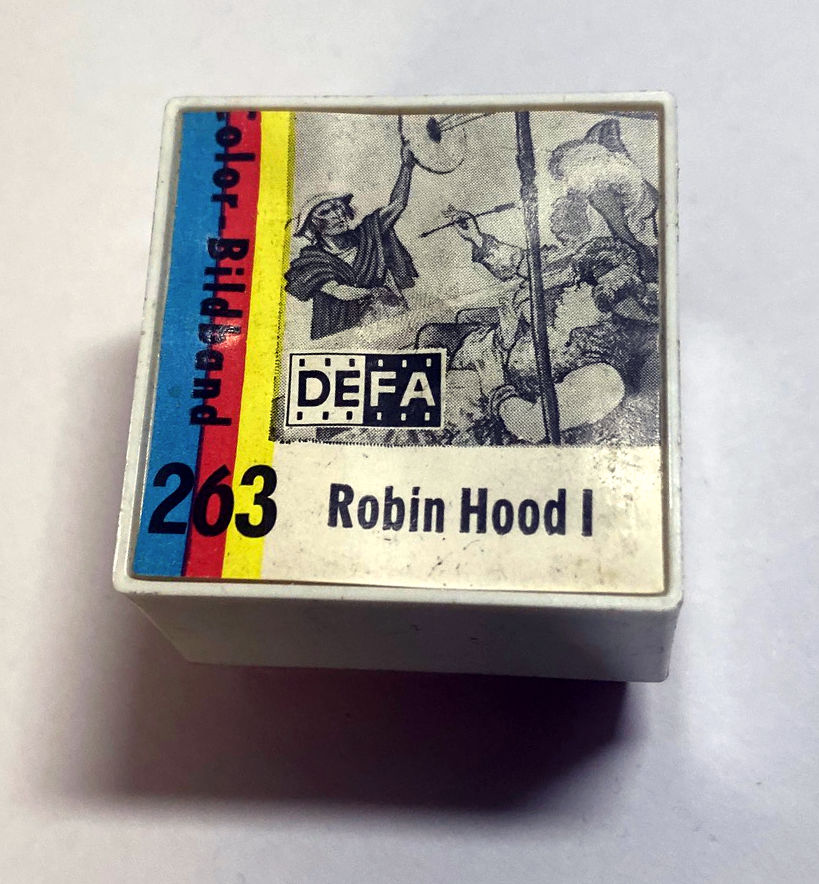 Color-Bildband
DEFA
263
Robin Hood I